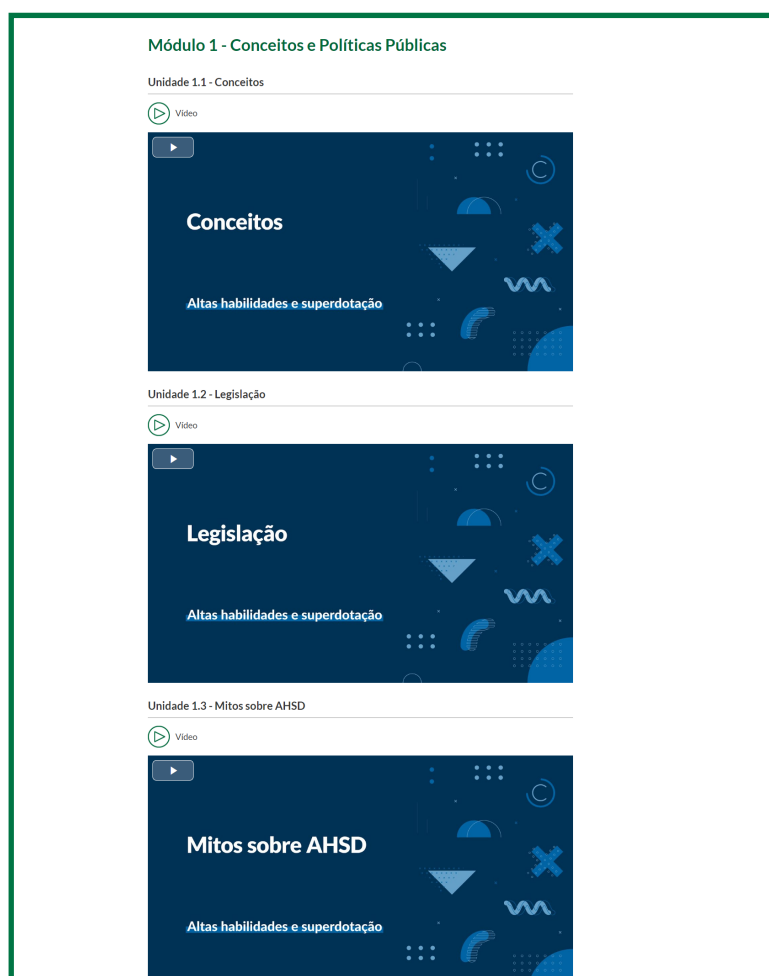 Módulo 1 - Conceitos e Políticas Públicas
Unidade 1.1 - Conceitos
Vídeo
Conceitos
Altas habilidades e superdotação
Unidade 1.2 - Legislação
Vídeo
Legislação
Altas habilidades e superdotação
Unidade 1.3 - Mitos sobre AHSD
Vídeo
Mitos sobre AHSD
Altas habilidades e superdotação